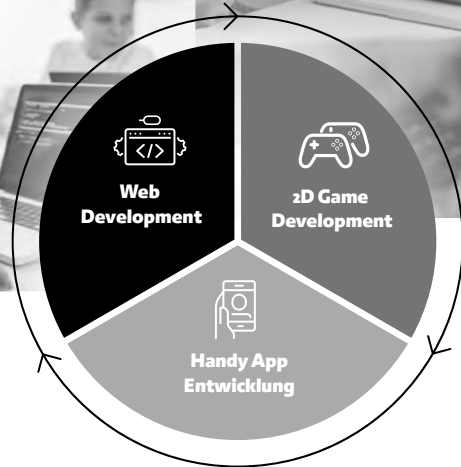 </>
Web
Development
2D Game
Development
Handy App
Entwicklung